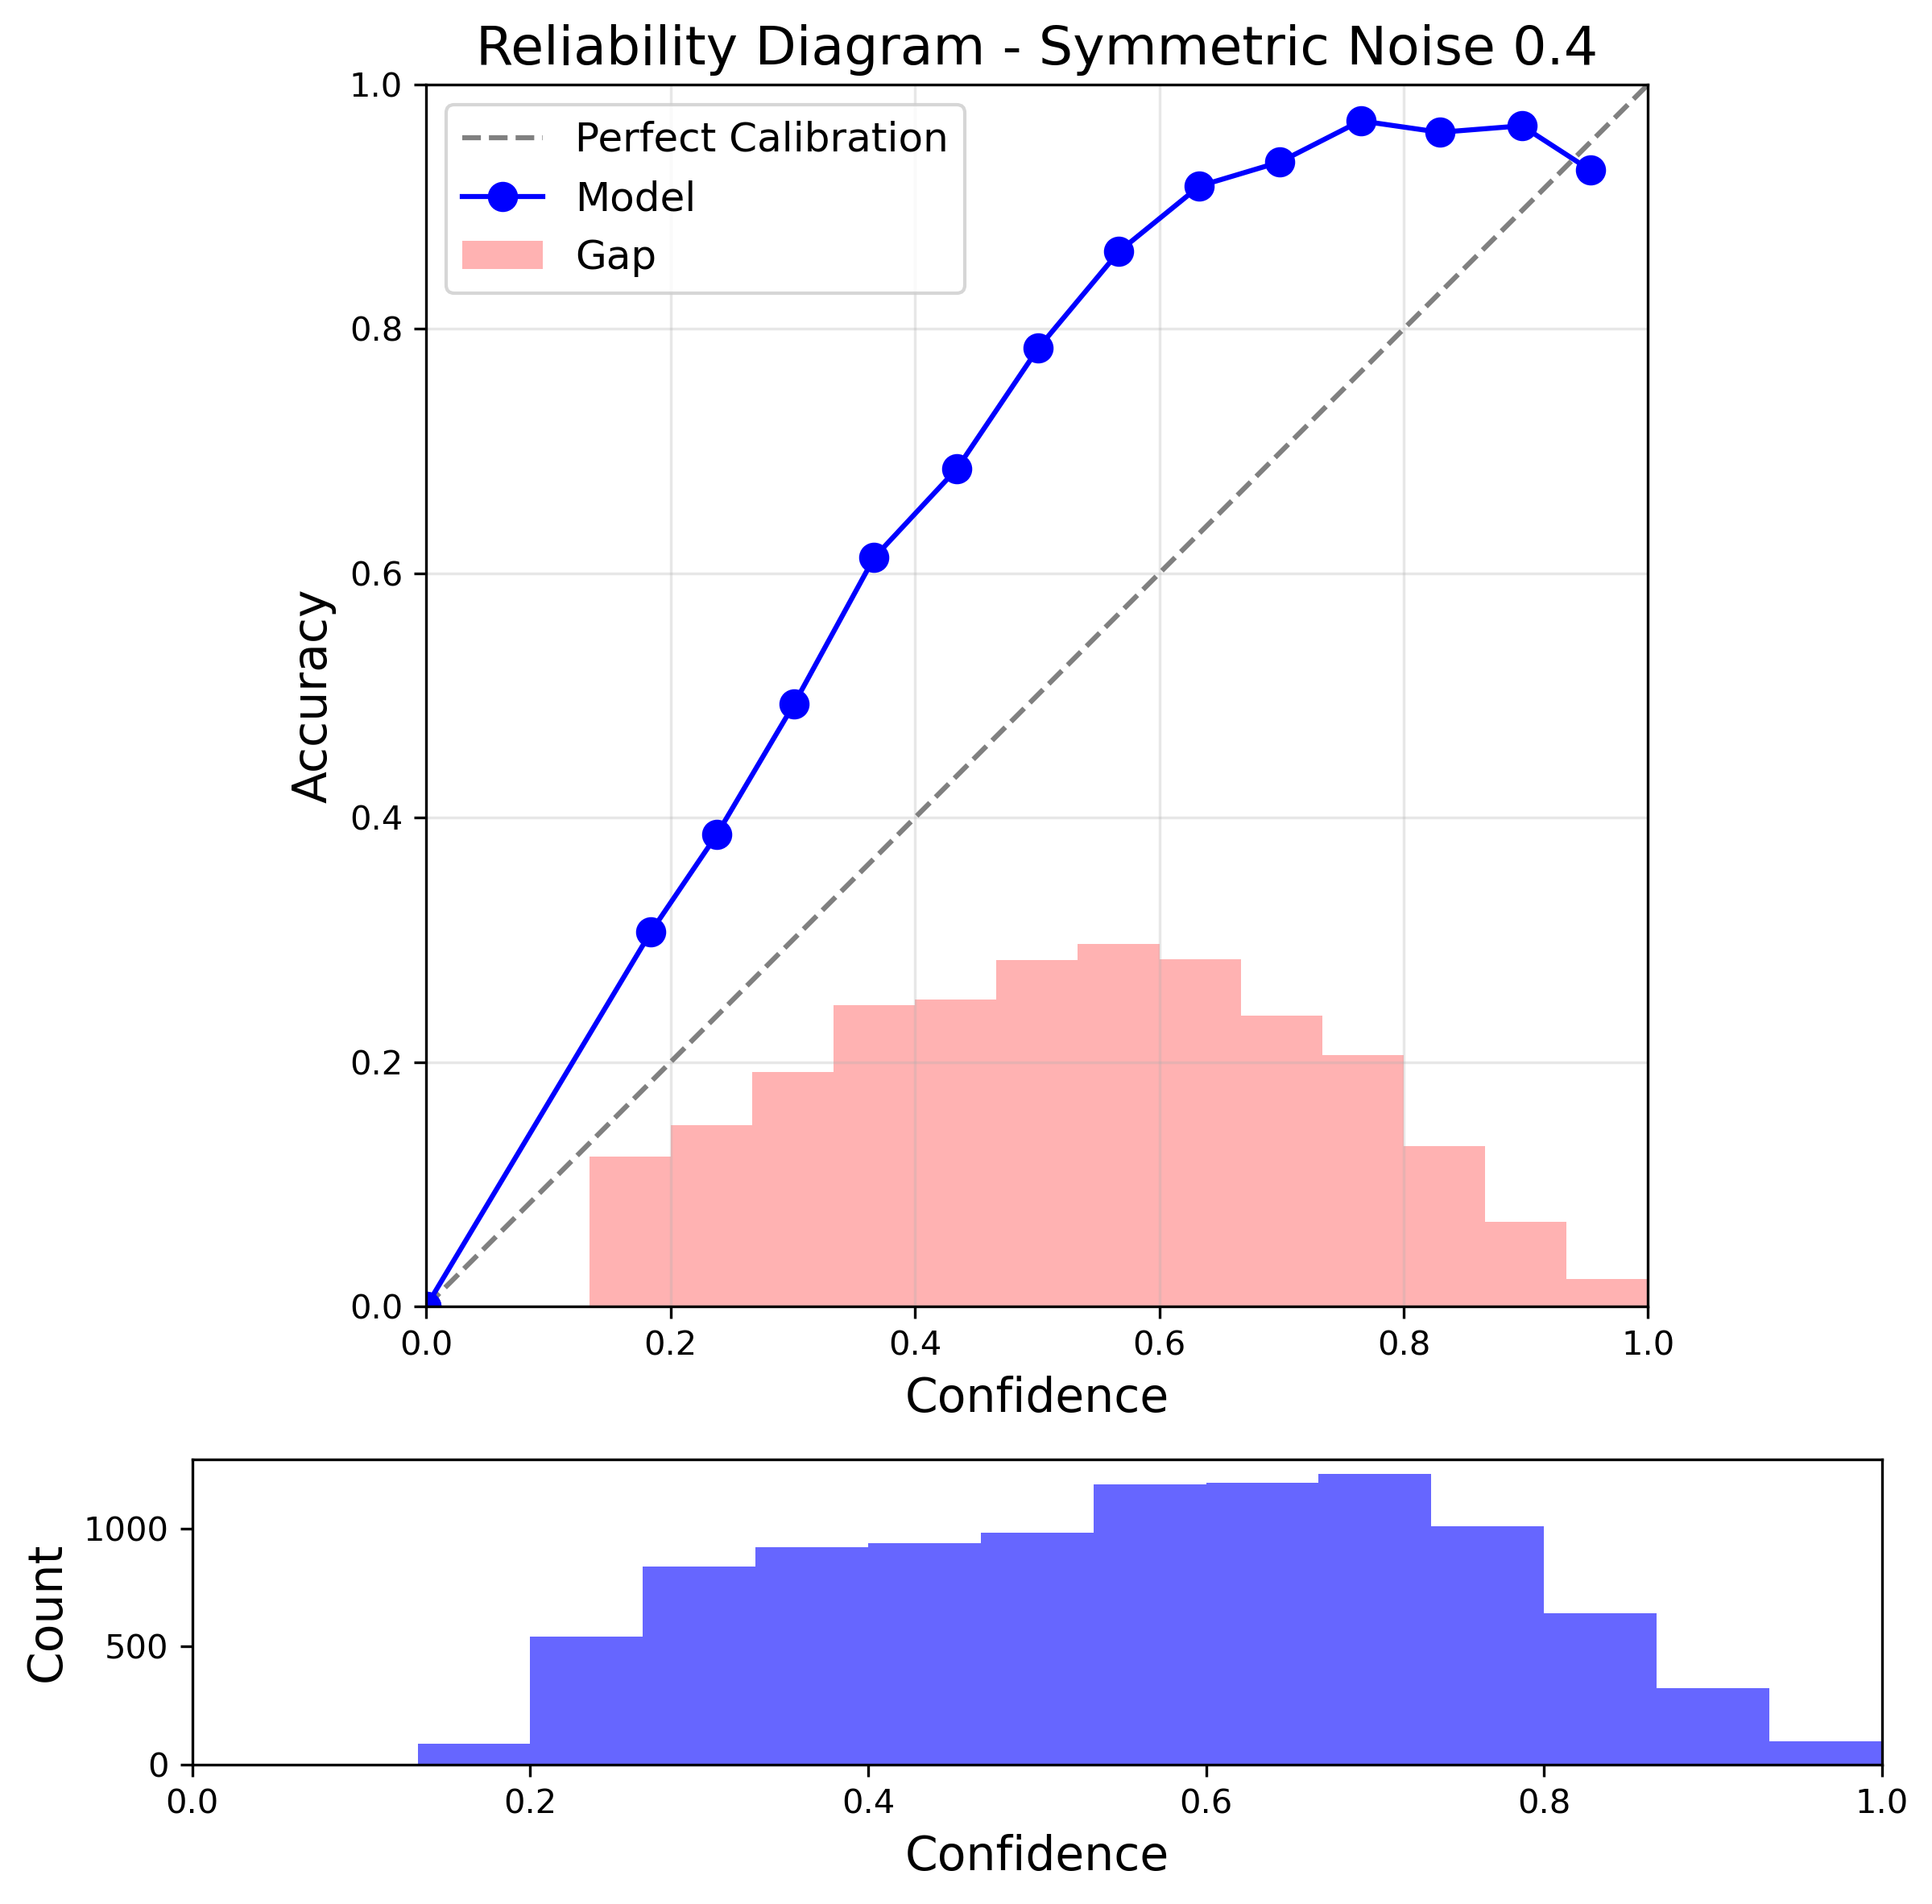 Reliability Diagram - Symmetric Noise 0.4
1.0
0.8
0.6
0.4
0.2
0.0
Accuracy
Perfect Calibration
Model
Gap
0.0 0.2 0.4 0.6 0.8 1.0
Confidence
1000
500
0
Count
0.0 0.2 0.4 0.6 0.8 1.0
Confidence